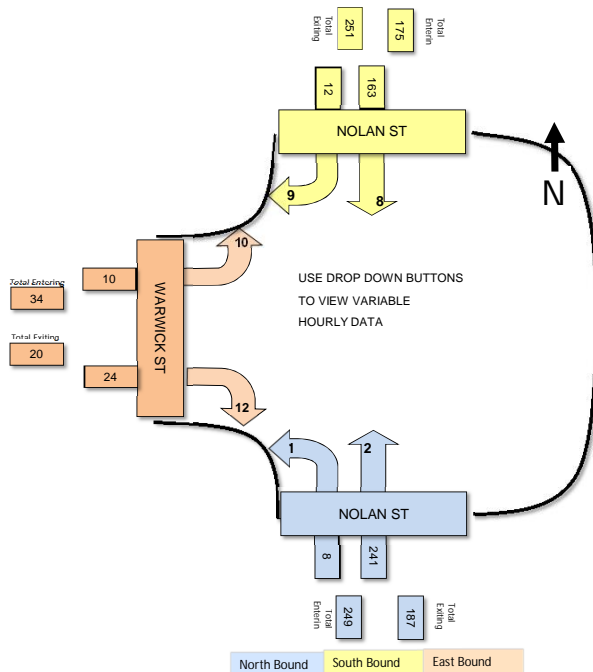 Total
Exiting
251
175
Total
Enterin
12
163
NOLAN ST
N
9
8
10
USE DROP DOWN BUTTONS
TO VIEW VARIABLE
HOURLY DATA
Total Entering
34
10
WARWICK ST
Total Exiting
20
24
12
1
2
NOLAN ST
8
241
Total
Enterin
249
187
Total
Exiting
North Bound
South Bound
East Bound